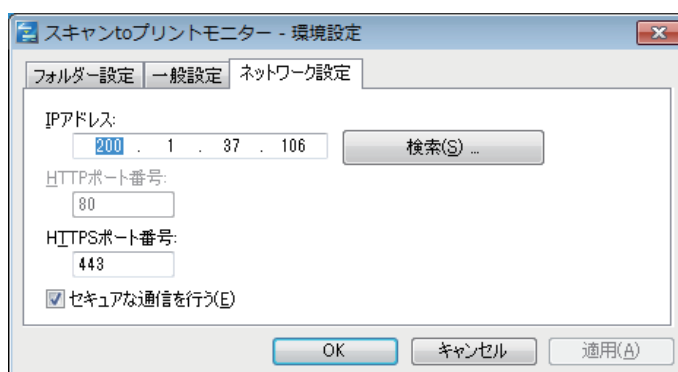 スキャンtoプリントモニター - 環境設定
フォルダー設定 一般設定 ネットワーク設定
IPアドレス:
200 . 1 . 37 . 106 検索(S) ...
HTTPポート番号:
80
HTTPSポート番号:
443
セキュアな通信を行う(E)
OK キャンセル 適用(A)